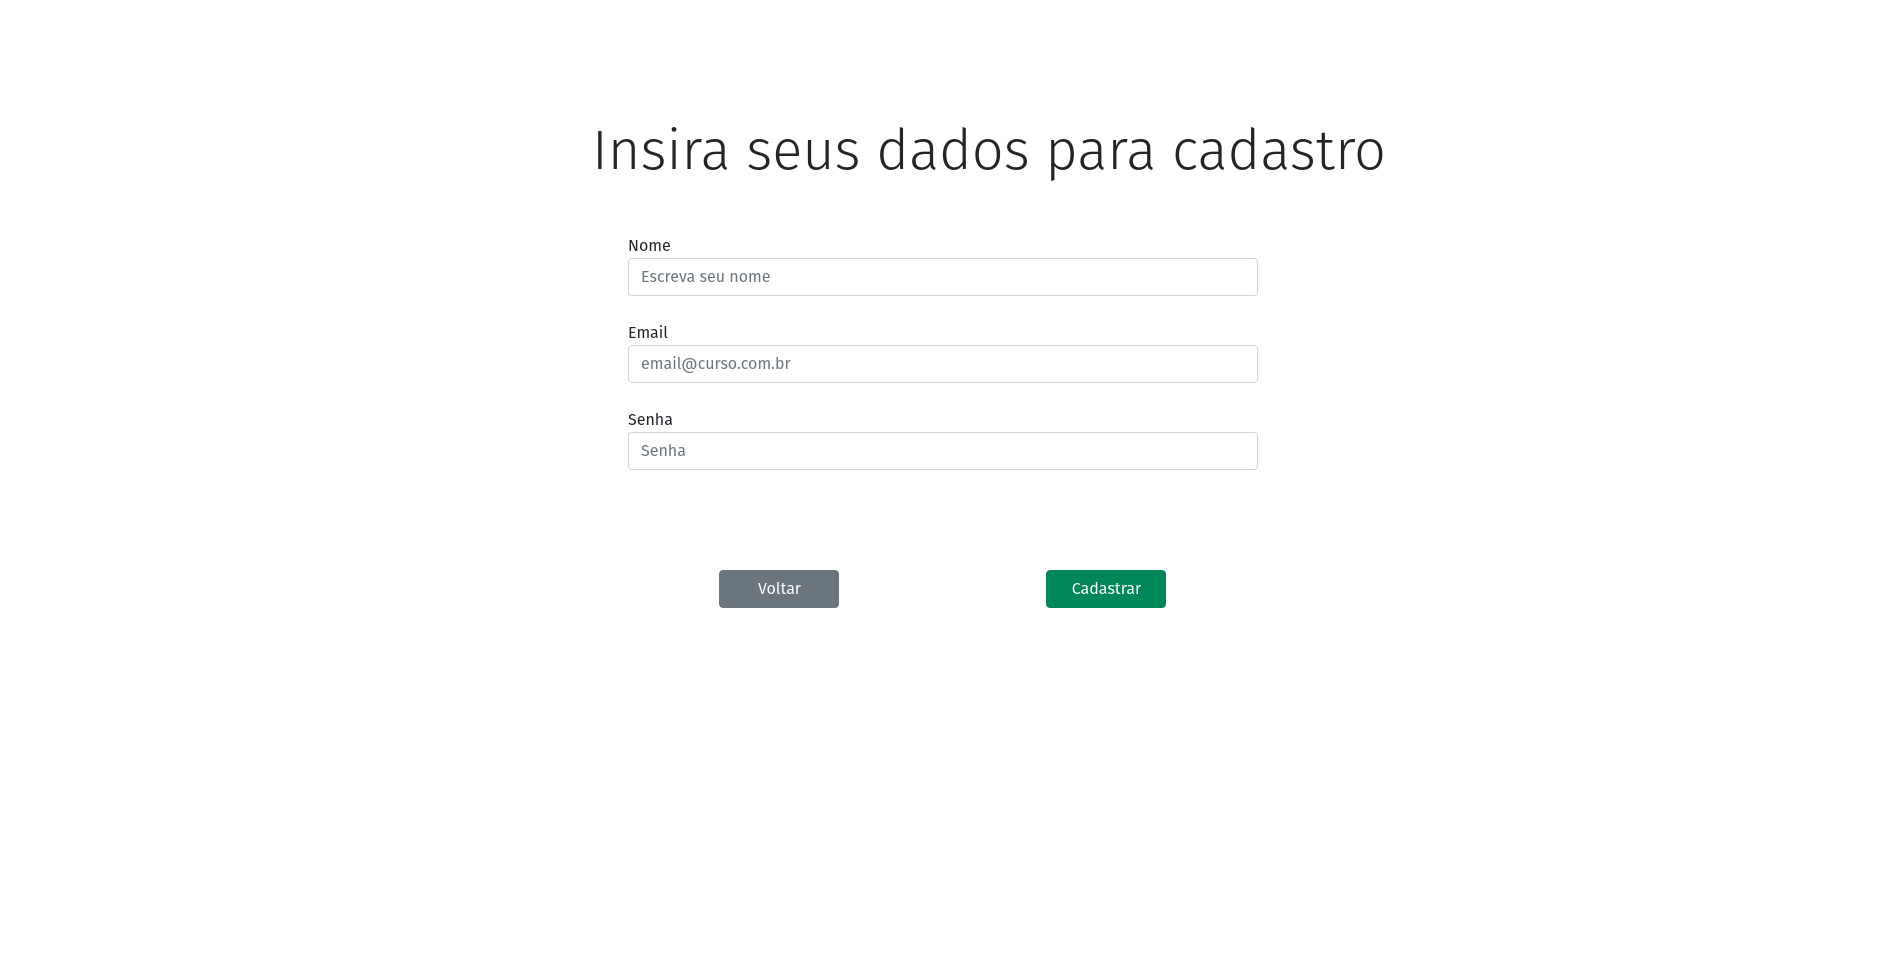 Insira seus dados para cadastro
Nome
Escreva seu nome
Email
email@curso.com.br
Senha
Senha
Voltar
Cadastrar